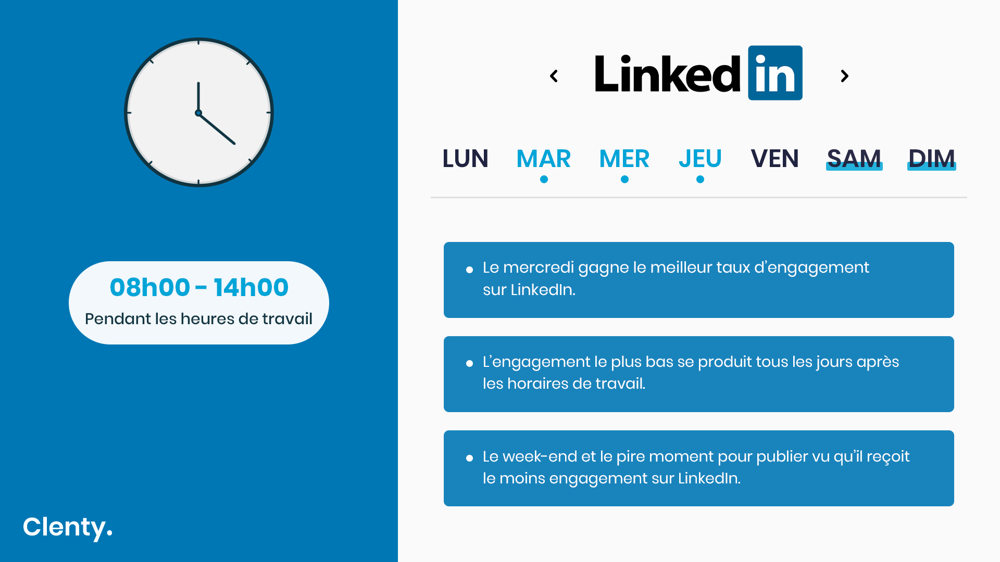 08h00 - 14h00
Pendant les heures de travail
Clenty.
Linked in
LUN MAR MER JEU VEN SAM DIM
Le mercredi gagne le meilleur taux d’engagement
sur LinkedIn.
L’engagement le plus bas se produit tous les jours après
les horaires de travail.
Le week-end et le pire moment pour publier vu qu’il reçoit
le moins engagement sur LinkedIn.